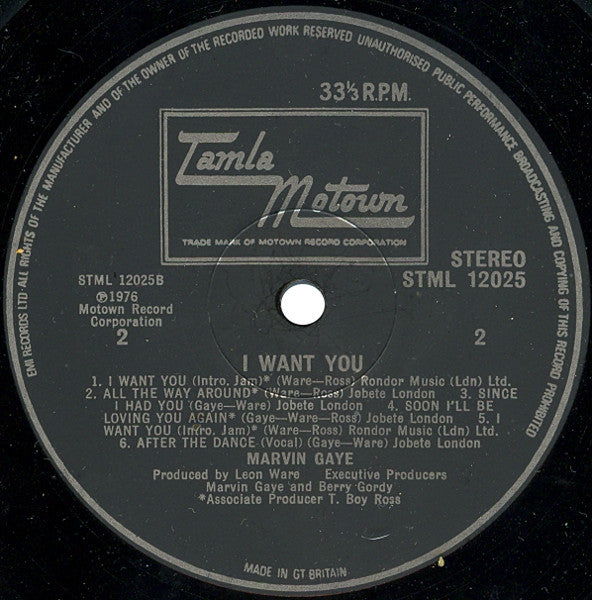 EMI RECORDS LTD·ALL RIGHTS OF THE MANUFACTURER AND OF THE OWNER OF THE RECORDED WORK RESERVED UNAUTHORISED PUBLIC PERFORMANCE BROADCASTING AND COPYING OF THIS RECORD PROHIBITED
33⅓ R.P.M.
Tamla
Motown
TRADE MARK OF MOTOWN RECORD CORPORATION
STML 12025B
℗1976
Motown Record
Corporation
2
STEREO
STML 12025
2
I WANT YOU
1. I WANT YOU (Intro. Jam)* (Ware—Ross) Rondor Music (Ldn) Ltd.
2. ALL THE WAY AROUND* (Ware—Ross) Jobete London 3. SINCE
I HAD YOU (Gaye—Ware) Jobete London 4. SOON I'LL BE
LOVING YOU AGAIN* (Ware—Ross) Jobete London 5. I
WANT YOU (Intro. Jam)* (Ware—Ross) Rondor Music (Ldn) Ltd.
6. AFTER THE DANCE (Vocal) (Gaye—Ware) Jobete London
MARVIN GAYE
Produced by Leon Ware Executive Producers
Marvin Gaye and Berry Gordy
*Associate Producer T. Boy Ross
MADE IN GT BRITAIN